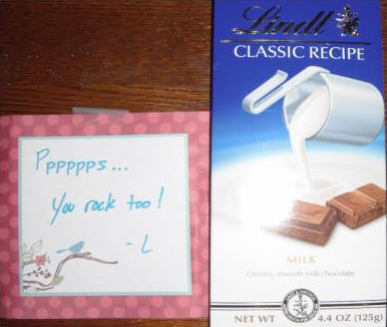 Pppppps...
You rock too!
- L
Lindt
CLASSIC RECIPE
MILK
Creamy, smooth milk chocolate
NET WT 4.4 OZ (125g)